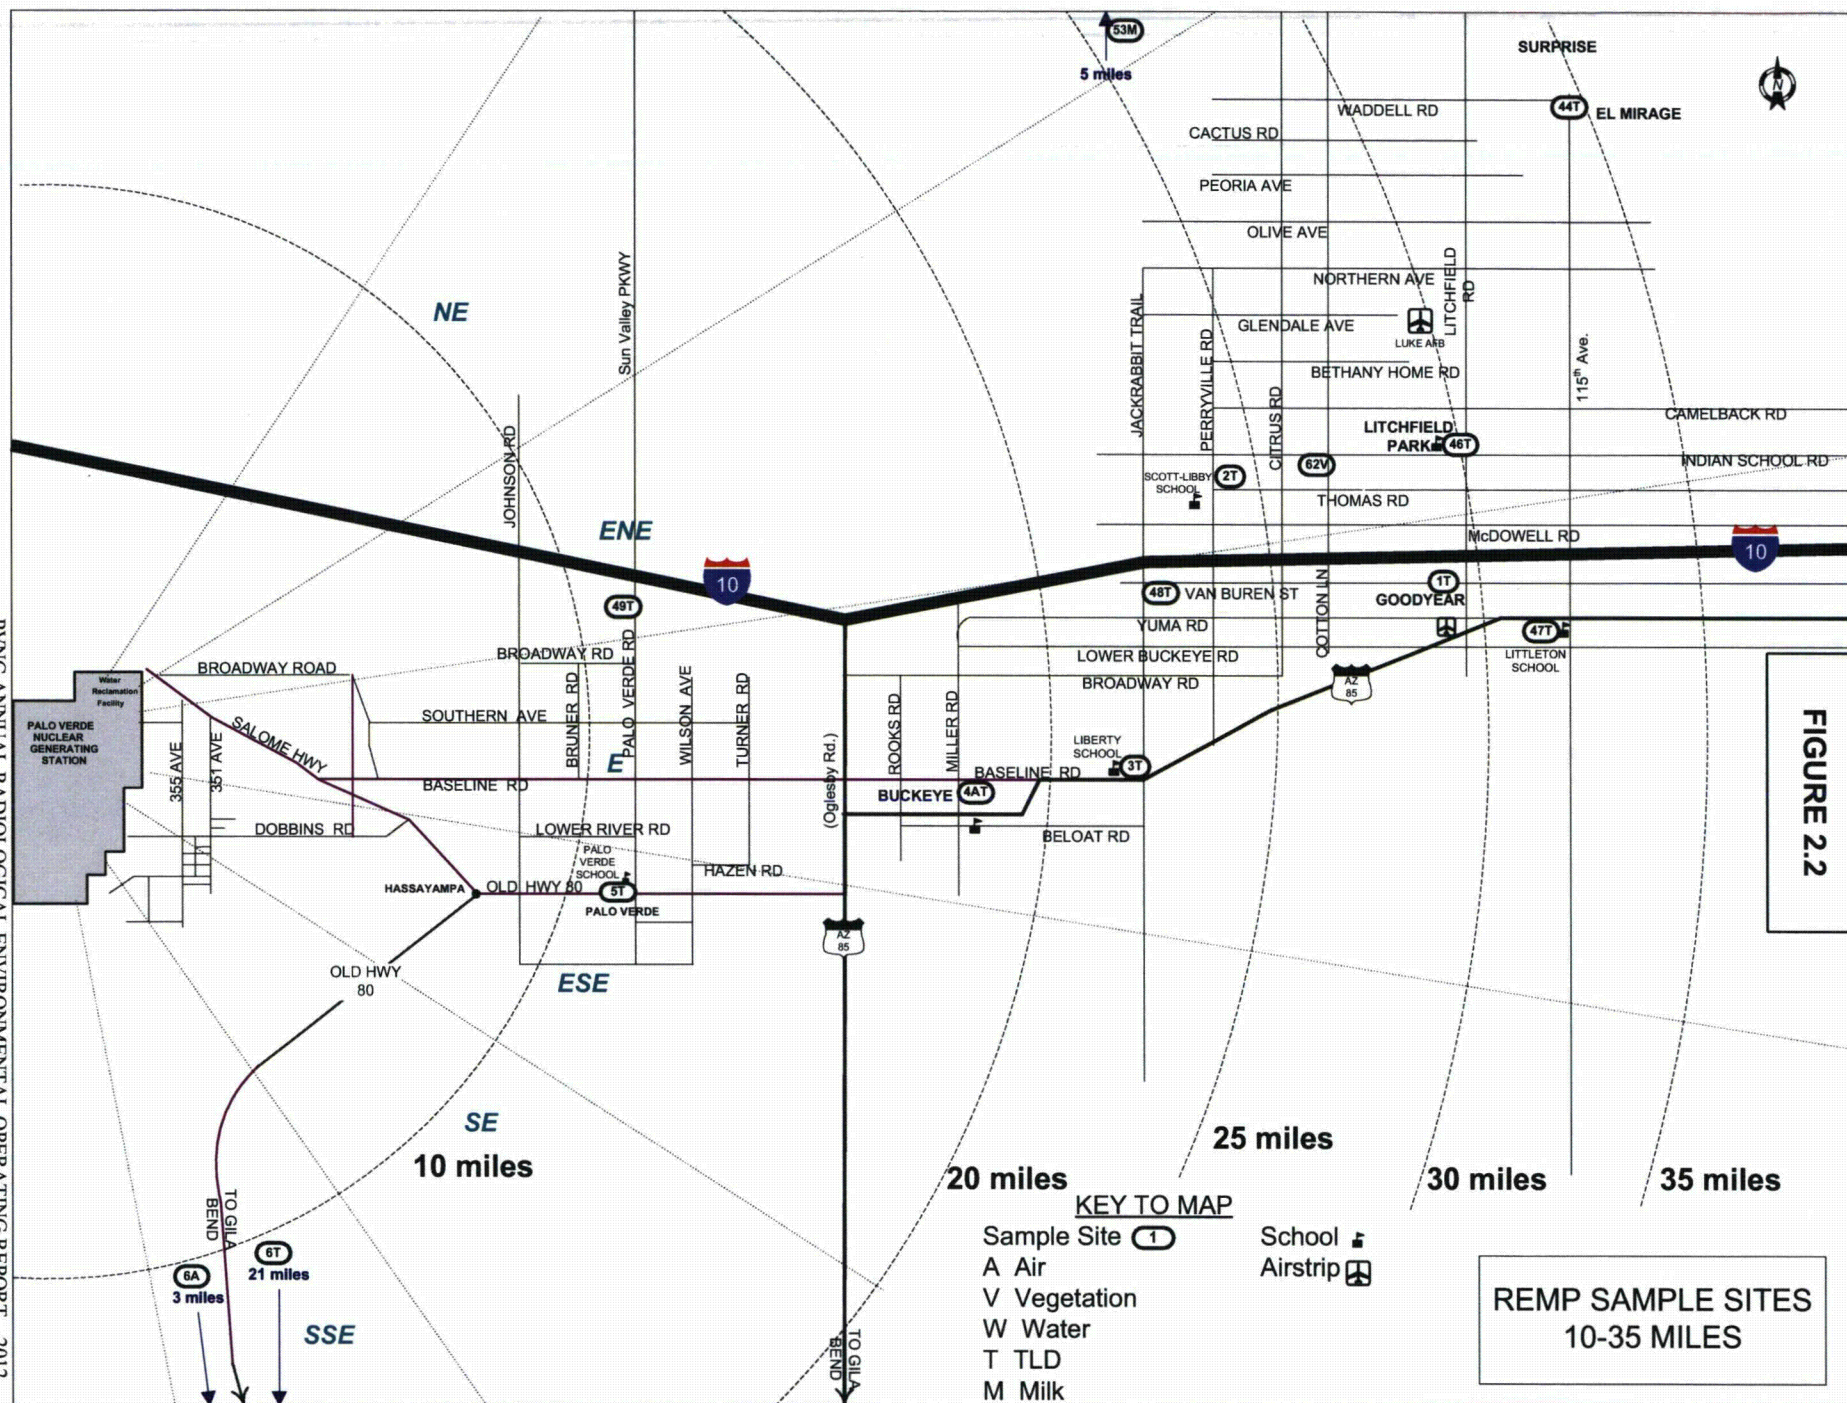 53M
5 miles
SURPRISE
N
44T
EL MIRAGE
WADDELL RD
CACTUS RD
PEORIA AVE
OLIVE AVE
NORTHERN AVE
LITCHFIELD
RD
GLENDALE AVE
LUKE AFB
BETHANY HOME RD
115th Ave.
JACKRABBIT TRAIL
PERRYVILLE RD
CITRUS RD
CAMELBACK RD
LITCHFIELD
PARK
46T
INDIAN SCHOOL RD
62V
SCOTT-LIBBY
SCHOOL
2T
THOMAS RD
McDOWELL RD
10
NE
Sun Valley PKWY
JOHNSON RD
ENE
10
49T
48T
VAN BUREN ST
COTTON LN
1T
GOODYEAR
YUMA RD
47T
LITTLETON
SCHOOL
LOWER BUCKEYE RD
BROADWAY RD
AZ
85
BROADWAY RD
BROADWAY ROAD
Water
Reclamation
Facility
PALO VERDE
NUCLEAR
GENERATING
STATION
SALOME HWY
355 AVE
351 AVE
SOUTHERN AVE
BRUNER RD
PALO VERDE RD
WILSON AVE
TURNER RD
(Oglesby Rd.)
ROOKS RD
MILLER RD
E
BASELINE RD
LIBERTY
SCHOOL
3T
BASELINE RD
BUCKEYE
4AT
BELOAT RD
DOBBINS RD
LOWER RIVER RD
PALO
VERDE
SCHOOL
HAZEN RD
HASSAYAMPA
OLD HWY 80
5T
PALO VERDE
AZ
85
OLD HWY
80
ESE
SE
10 miles
20 miles
25 miles
30 miles
35 miles
TO GILA
BEND
6A
3 miles
6T
21 miles
SSE
TO GILA
BEND
KEY TO MAP
Sample Site 1
A Air
V Vegetation
W Water
T TLD
M Milk
School
Airstrip
REMP SAMPLE SITES
10-35 MILES
FIGURE 2.2
PVNGS ANNUAL RADIOLOGICAL ENVIRONMENTAL OPERATING REPORT